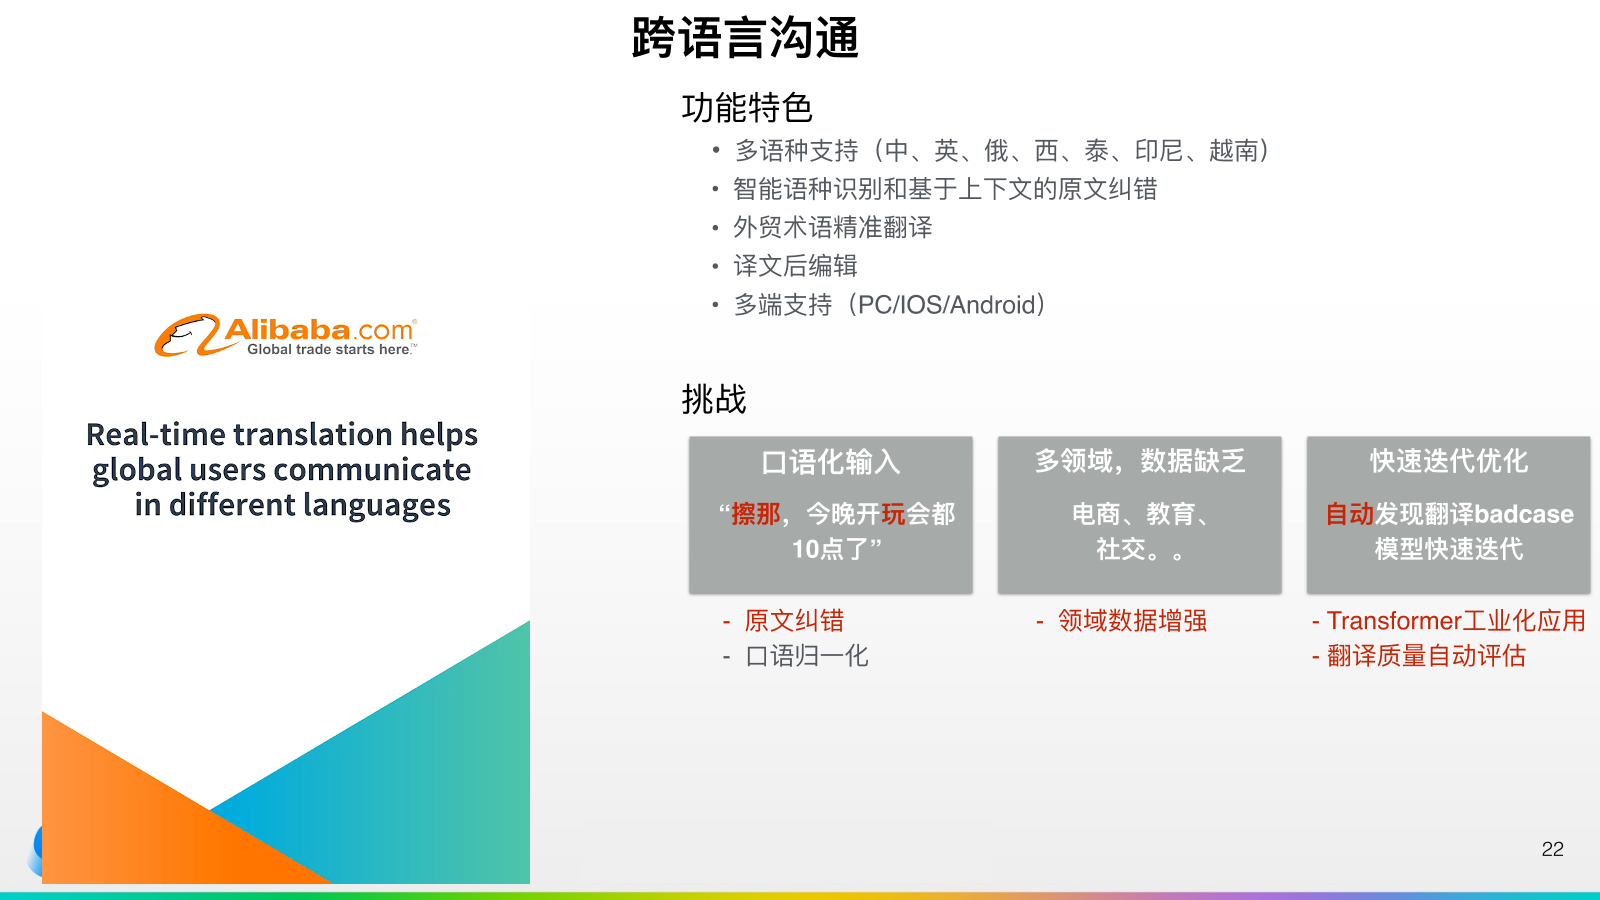 跨语言沟通
功能特色
• 多语种支持（中、英、俄、西、泰、印尼、越南）
• 智能语种识别和基于上下文的原文纠错
• 外贸术语精准翻译
• 译文后编辑
• 多端支持（PC/IOS/Android）
Alibaba.com®
Global trade starts here.™
Real-time translation helps
global users communicate
in different languages
挑战
口语化输入
“擦那，今晚开玩会都
10点了”
- 原文纠错
- 口语归一化
多领域，数据缺乏
电商、教育、
社交。。
- 领域数据增强
快速迭代优化
自动发现翻译badcase
模型快速迭代
- Transformer工业化应用
- 翻译质量自动评估
22